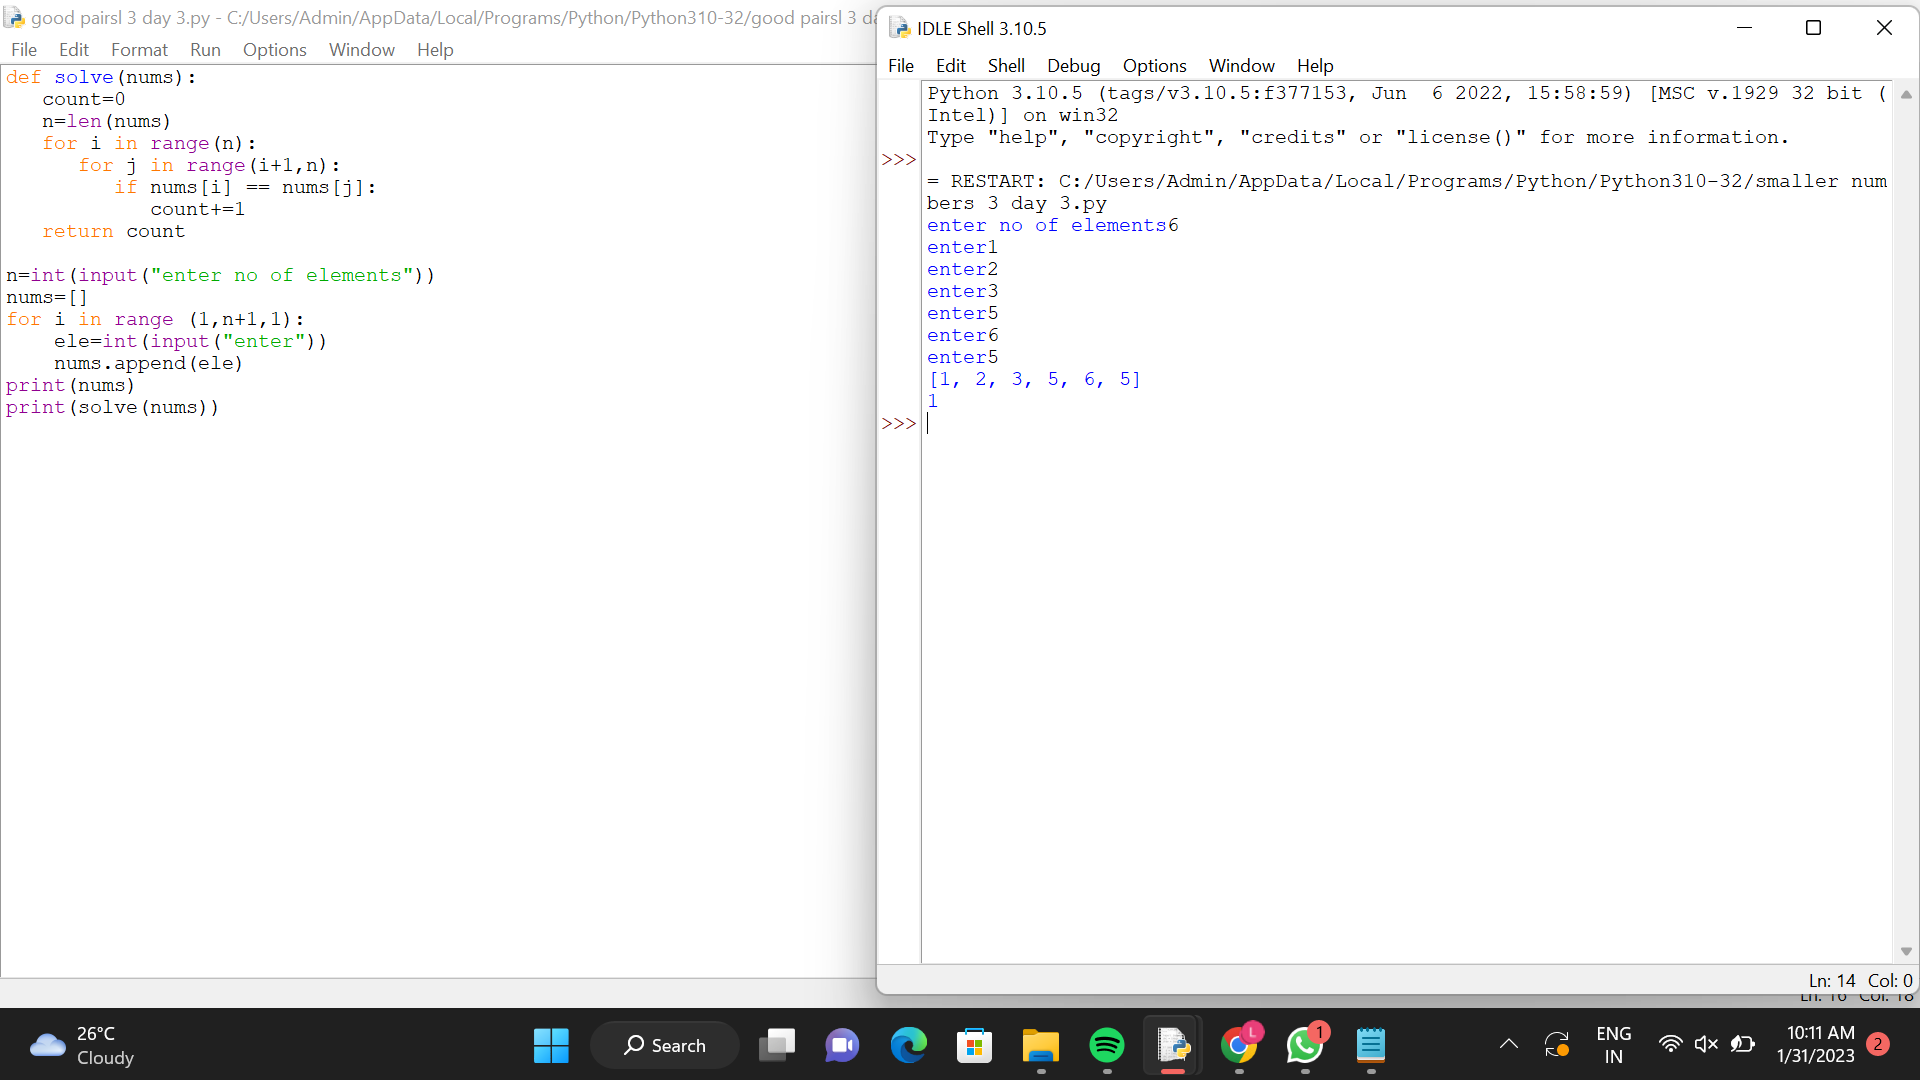 good pairsl 3 day 3.py - C:/Users/Admin/AppData/Local/Programs/Python/Python310-32/good pairsl 3
File Edit Format Run Options Window Help
def solve(nums):
   count=0
   n=len(nums)
   for i in range(n):
      for j in range(i+1,n):
         if nums[i] == nums[j]:
            count+=1
   return count
n=int(input("enter no of elements"))
nums=[]
for i in range (1,n+1,1):
    ele=int(input("enter"))
    nums.append(ele)
print(nums)
print(solve(nums))
IDLE Shell 3.10.5
File Edit Shell Debug Options Window Help
Python 3.10.5 (tags/v3.10.5:f377153, Jun  6 2022, 15:58:59) [MSC v.1929 32 bit (
Intel)] on win32
Type "help", "copyright", "credits" or "license()" for more information.
>>>
= RESTART: C:/Users/Admin/AppData/Local/Programs/Python/Python310-32/smaller num
bers 3 day 3.py
enter no of elements6
enter1
enter2
enter3
enter5
enter6
enter5
[1, 2, 3, 5, 6, 5]
1
>>>
Ln: 14 Col: 0
Ln: 16 Col: 18
26°C
Cloudy
Search
L
1
ENG
IN
10:11 AM
1/31/2023
2